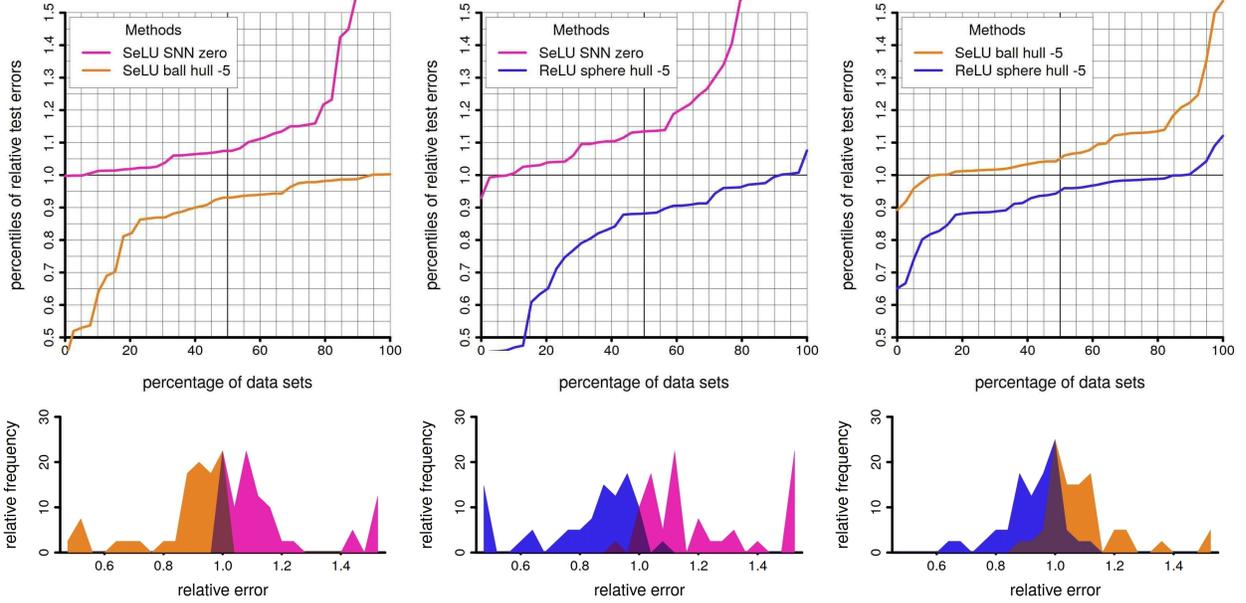 percentiles of relative test errors
1.5
1.4
1.3
1.2
1.1
1.0
0.9
0.8
0.7
0.6
0.5
Methods
SeLU SNN zero
SeLU ball hull -5
0 20 40 60 80 100
percentage of data sets
percentiles of relative test errors
1.5
1.4
1.3
1.2
1.1
1.0
0.9
0.8
0.7
0.6
0.5
Methods
SeLU SNN zero
ReLU sphere hull -5
0 20 40 60 80 100
percentage of data sets
percentiles of relative test errors
1.5
1.4
1.3
1.2
1.1
1.0
0.9
0.8
0.7
0.6
0.5
Methods
SeLU ball hull -5
ReLU sphere hull -5
0 20 40 60 80 100
percentage of data sets
relative frequency
30
20
10
0
0.6 0.8 1.0 1.2 1.4
relative error
relative frequency
30
20
10
0
0.6 0.8 1.0 1.2 1.4
relative error
relative frequency
30
20
10
0
0.6 0.8 1.0 1.2 1.4
relative error